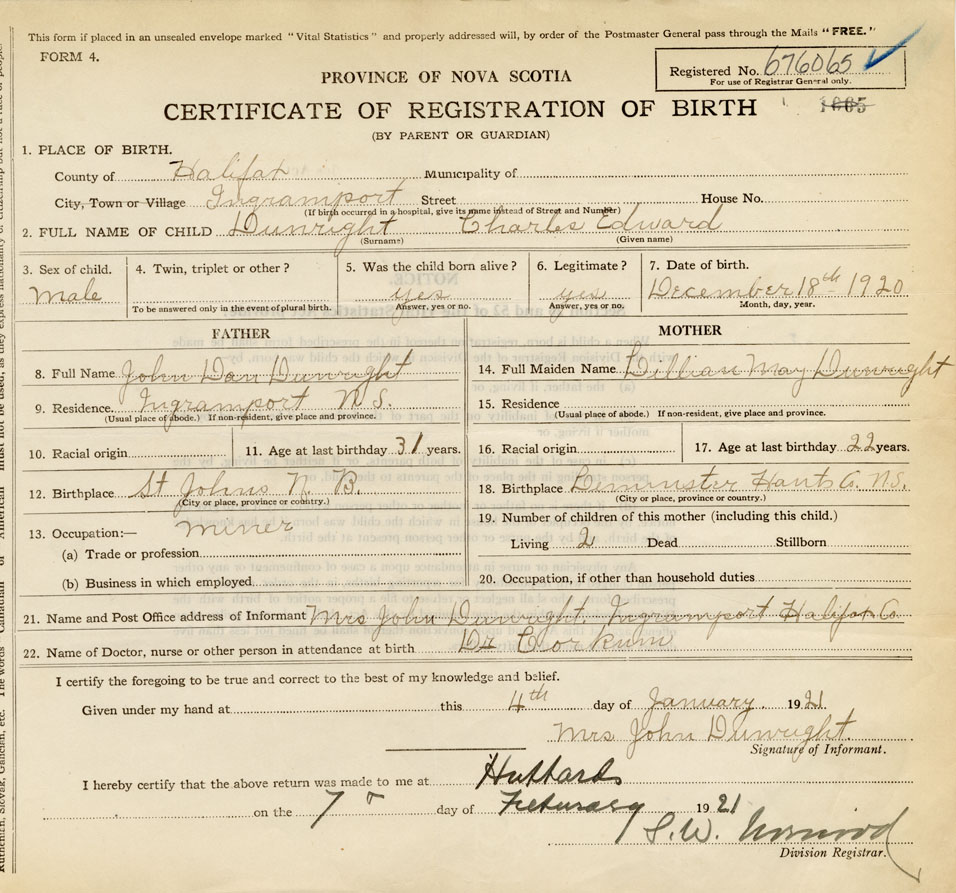 This form if placed in an unsealed envelope marked "Vital Statistics" and properly addressed will, by order of the Postmaster General pass through the Mails "FREE."
FORM 4.
Registered No. 676065
For use of Registrar General only.
PROVINCE OF NOVA SCOTIA
1665
CERTIFICATE OF REGISTRATION OF BIRTH
(BY PARENT OR GUARDIAN)
1. PLACE OF BIRTH.
County of Halifax Municipality of
City, Town or Village Ingramport Street House No.
(If birth occurred in a hospital, give its name instead of Street and Number)
2. FULL NAME OF CHILD Dunright Charles Edward
(Surname) (Given name)
3. Sex of child. 4. Twin, triplet or other? 5. Was the child born alive? 6. Legitimate? 7. Date of birth.
Male yes yes December 18th 1920
To be answered only in the event of plural birth. Answer, yes or no. Answer, yes or no. Month, day, year.
FATHER MOTHER
8. Full Name John Dan Dunright 14. Full Maiden Name Lillian May Dunright
9. Residence Ingramport N.S. 15. Residence
(Usual place of abode.) If non-resident, give place and province. (Usual place of abode.) If non-resident, give place and province.
10. Racial origin 11. Age at last birthday 31 years. 16. Racial origin 17. Age at last birthday 22 years.
12. Birthplace St Johns N. B. 18. Birthplace Hants Co. N.S.
(City or place, province or country.) (City or place, province or country.)
13. Occupation:— Miner 19. Number of children of this mother (including this child.)
(a) Trade or profession Living 2 Dead Stillborn
(b) Business in which employed 20. Occupation, if other than household duties
21. Name and Post Office address of Informant Mrs John Dunright Ingramport Halifax Co
22. Name of Doctor, nurse or other person in attendance at birth Dr Corkum
I certify the foregoing to be true and correct to the best of my knowledge and belief.
Given under my hand at this 4th day of January 1921.
Mrs John Dunright
Signature of Informant.
I hereby certify that the above return was made to me at Hubbards
on the 7 day of February 1921
S. W.
Division Registrar.